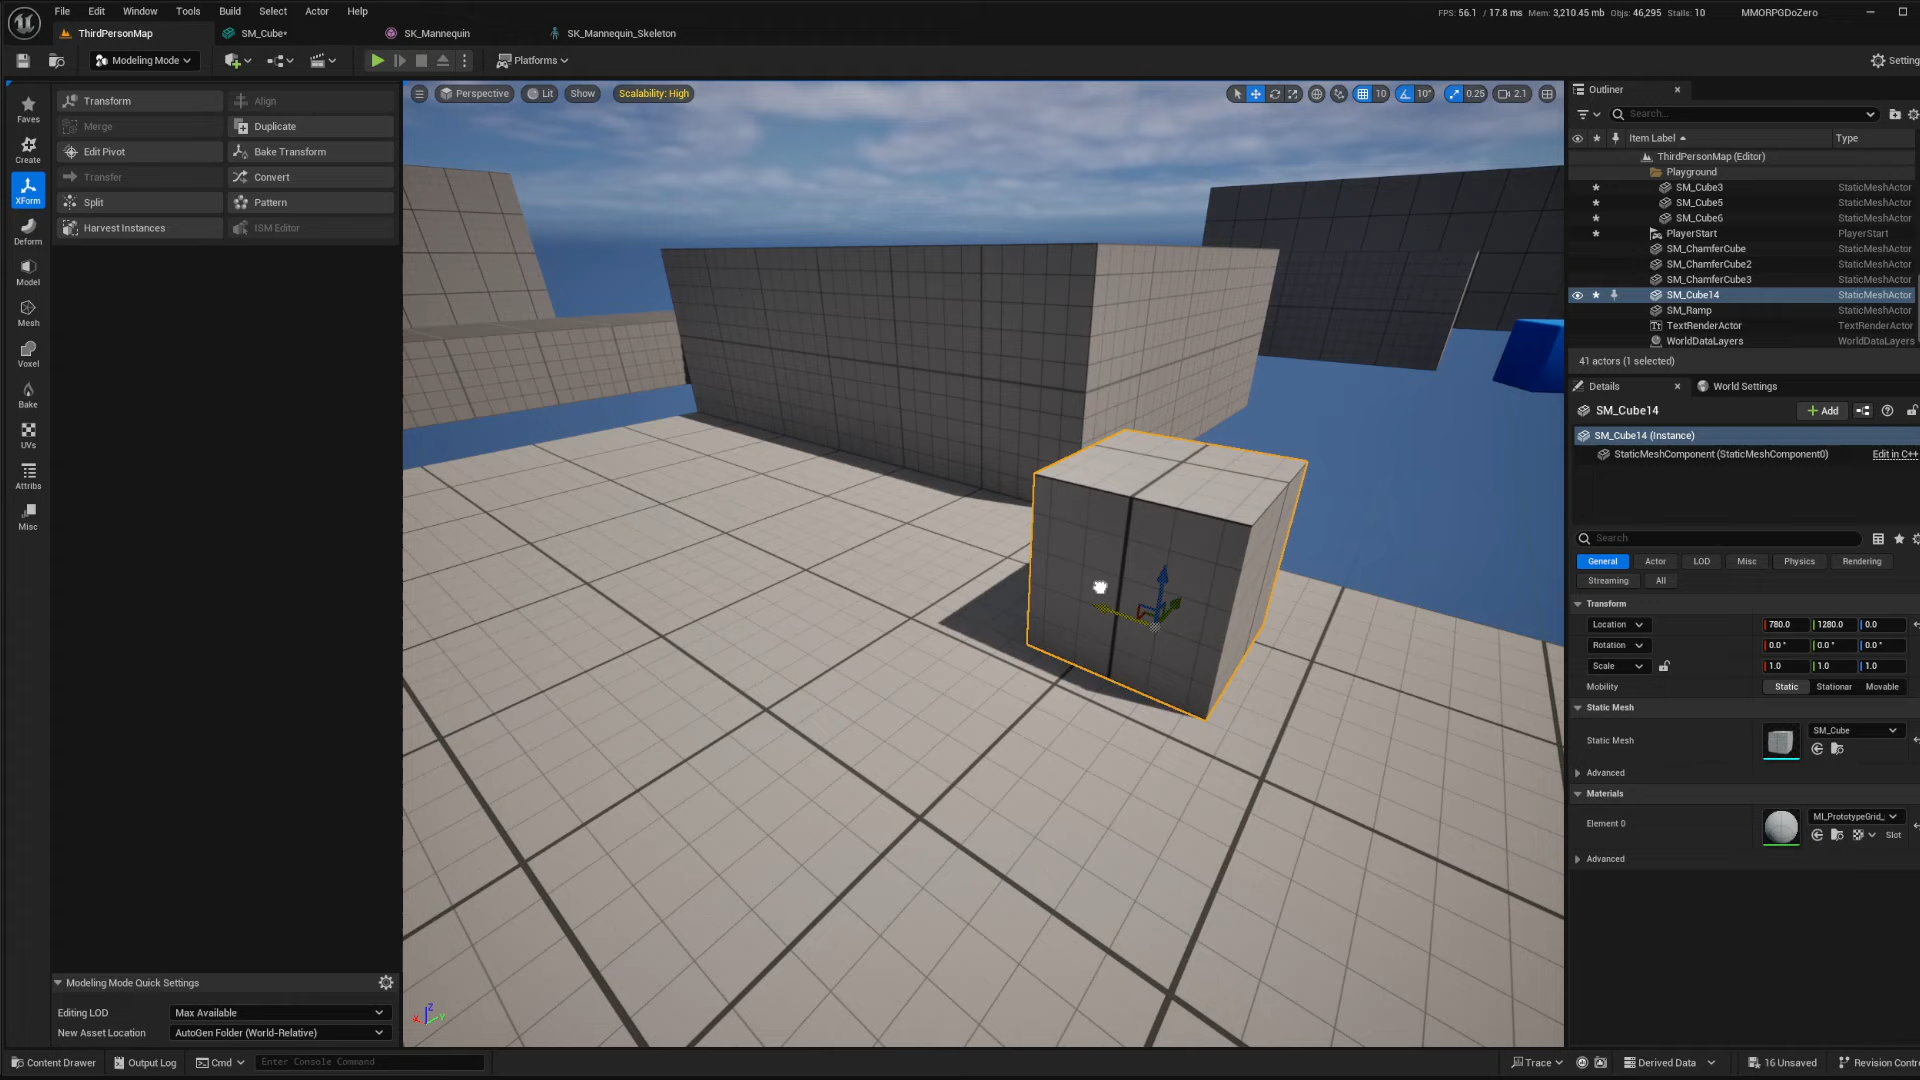 File Edit Window Tools Build Select Actor Help
FPS: 56.1 / 17.8 ms Mem: 3,210.45 mb Objs: 46,295 Stalls: 10 MMORPGDoZero
ThirdPersonMap SM_Cube* SK_Mannequin SK_Mannequin_Skeleton
Modeling Mode Platforms Setting
Faves
Create
XForm
Deform
Model
Mesh
Voxel
Bake
UVs
Attribs
Misc
Transform Align
Merge Duplicate
Edit Pivot Bake Transform
Transfer Convert
Split Pattern
Harvest Instances ISM Editor
Modeling Mode Quick Settings
Editing LOD Max Available
New Asset Location AutoGen Folder (World-Relative)
Perspective Lit Show Scalability: High 10 10° 0.25 2.1
Z
X Y
Outiner
Search...
Item Label Type
ThirdPersonMap (Editor)
Playground
SM_Cube3 StaticMeshActor
SM_Cube5 StaticMeshActor
SM_Cube6 StaticMeshActor
PlayerStart PlayerStart
SM_ChamferCube StaticMeshActor
SM_ChamferCube2 StaticMeshActor
SM_ChamferCube3 StaticMeshActor
SM_Cube14 StaticMeshActor
SM_Ramp StaticMeshActor
TextRenderActor TextRenderActor
WorldDataLayers WorldDataLayers
41 actors (1 selected)
Details World Settings
SM_Cube14 Add
SM_Cube14 (Instance)
StaticMeshComponent (StaticMeshComponent0) Edit in C++
Search
General Actor LOD Misc Physics Rendering
Streaming All
Transform
Location 780.0 1280.0 0.0
Rotation 0.0° 0.0° 0.0°
Scale 1.0 1.0 1.0
Mobility Static Stationar Movable
Static Mesh
Static Mesh SM_Cube
Advanced
Materials
Element 0 MI_PrototypeGrid_
Slot
Advanced
Content Drawer Output Log Cmd Enter Console Command Trace Derived Data 16 Unsaved Revision Contr